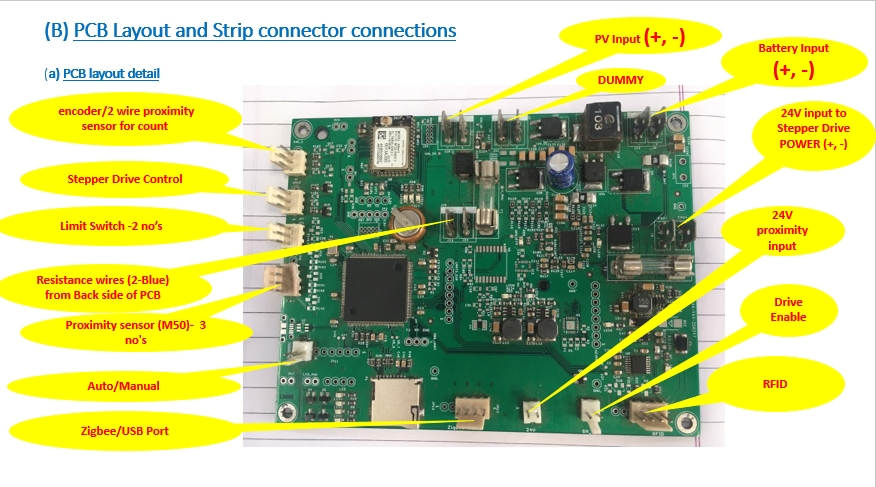 (B) PCB Layout and Strip connector connections
(a) PCB layout detail
PV Input (+, -)
Battery Input
(+, -)
DUMMY
encoder/2 wire proximity
sensor for count
24V input to
Stepper Drive
POWER (+, -)
Stepper Drive Control
Limit Switch -2 no's
24V
proximity
input
Resistance wires (2-Blue)
from Back side of PCB
Drive
Enable
Proximity sensor (M50)- 3
no's
Auto/Manual
RFID
Zigbee/USB Port
103
24V
RFID